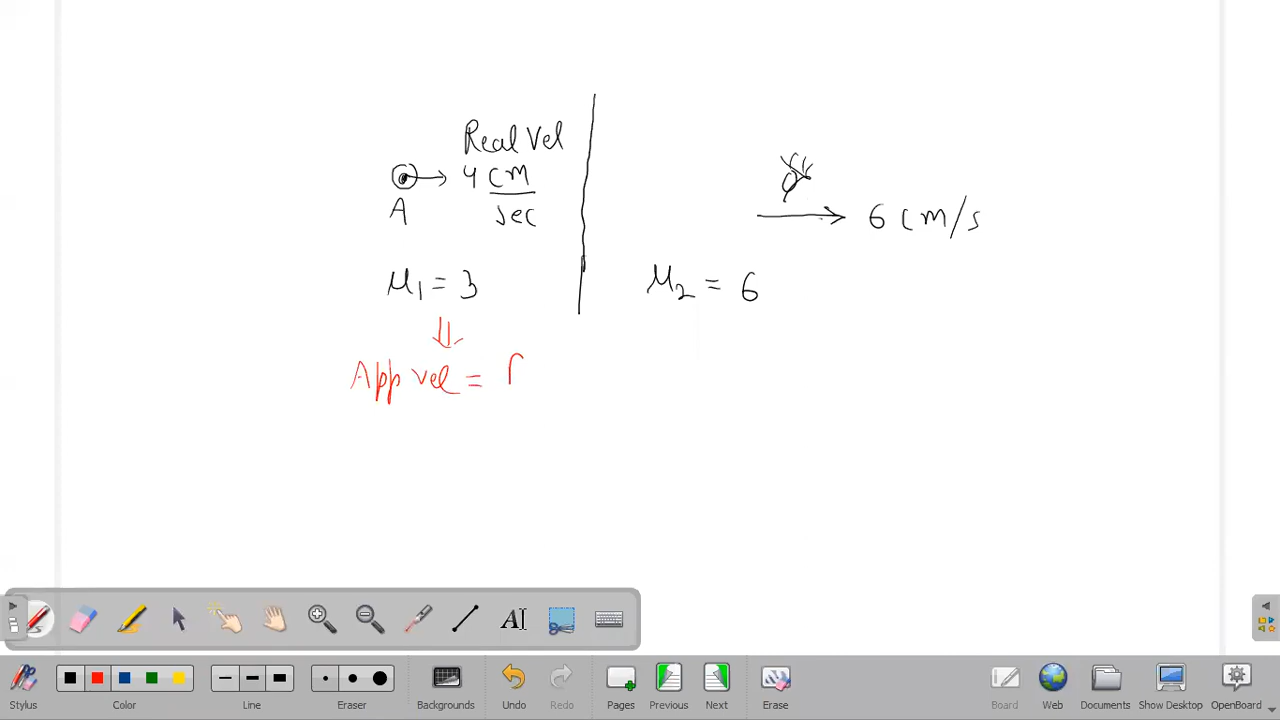 Real Vel
4 cm
sec
A
6 cm/s
μ1 = 3
μ2 = 6
App vel =
Stylus
Color
Line
Eraser
Backgrounds
Undo
Redo
Pages
Previous
Next
Erase
Board
Web
Documents
Show Desktop
OpenBoard